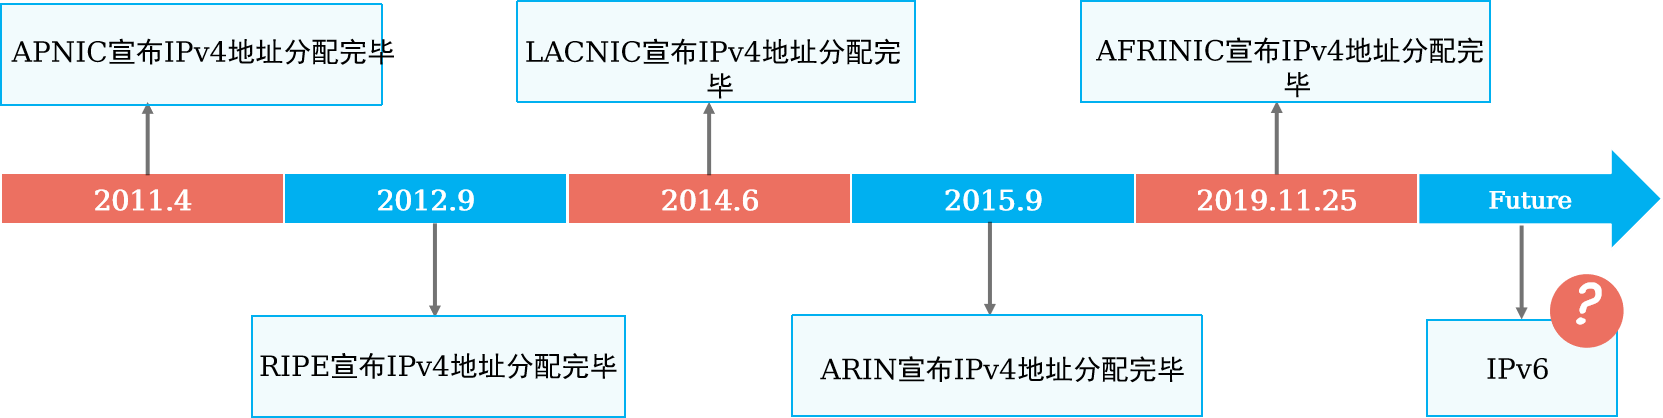 APNIC宣布IPv4地址分配完毕
LACNIC宣布IPv4地址分配完
毕
AFRINIC宣布IPv4地址分配完
毕
2011.4
2012.9
2014.6
2015.9
2019.11.25
Future
RIPE宣布IPv4地址分配完毕
ARIN宣布IPv4地址分配完毕
?
IPv6